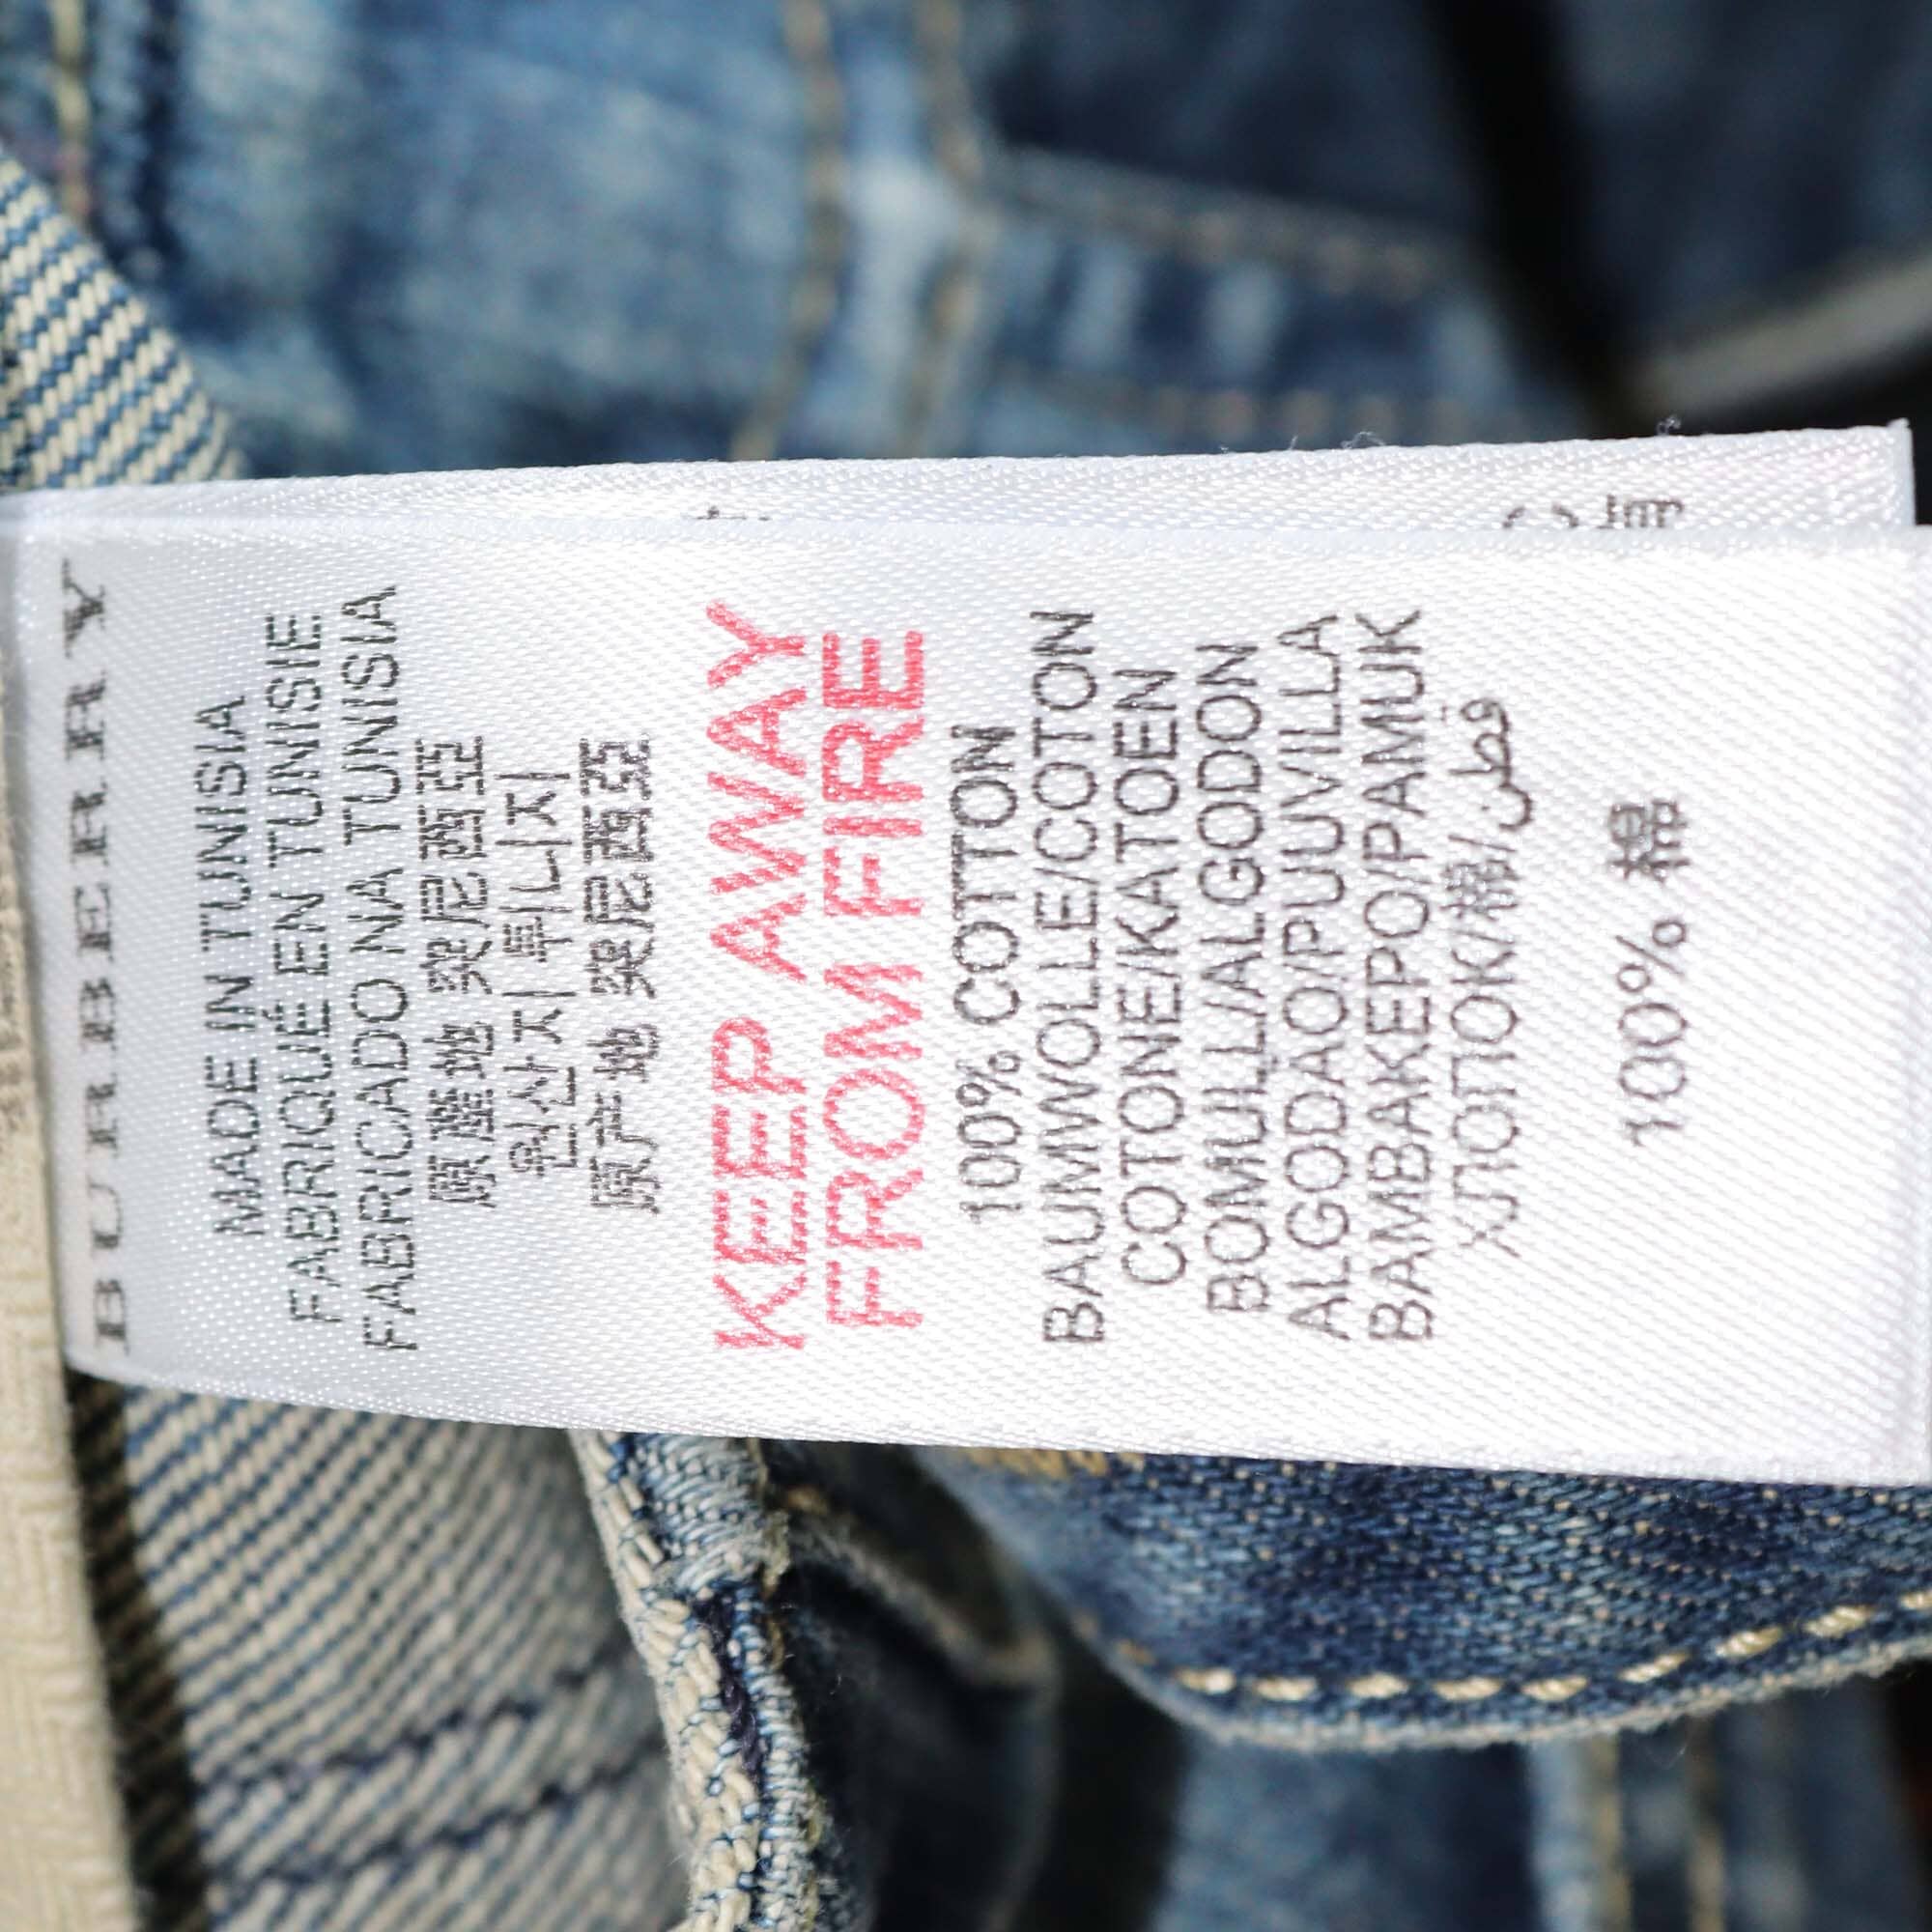 BURBERRY
MADE IN TUNISIA
FABRIQUÉ EN TUNISIE
FABRICADO NA TUNISIA
原產地 突尼西亞
원산지 튀니지
原产地 突尼西亚
KEEP AWAY
FROM FIRE
100% COTTON
BAUMWOLLE/COTON
COTONE/KATOEN
BOMULL/ALGODON
ALGODAO/PUUVILLA
ΒΑΜΒΑΚΕΡΟ/PAMUK
ХЛОПОК/棉/قطن
100% 棉